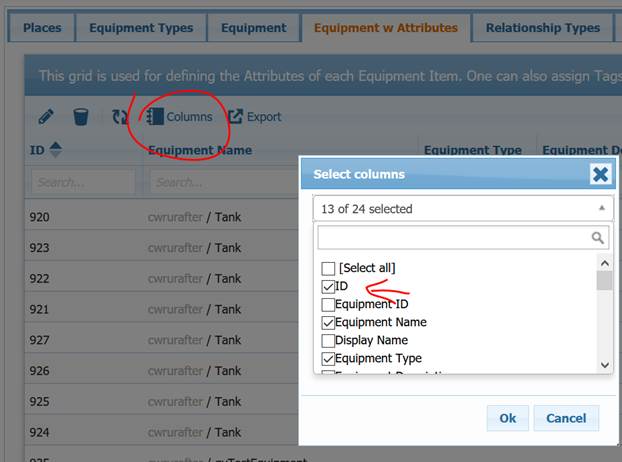 Places Equipment Types Equipment Equipment w Attributes Relationship Types
This grid is used for defining the Attributes of each Equipment Item. One can also assign Tags
Columns Export
ID Equipment Name Equipment Type Equipment De
Search... Search...
920 cwrurafter / Tank
923 cwrurafter / Tank
922 cwrurafter / Tank
921 cwrurafter / Tank
927 cwrurafter / Tank
926 cwrurafter / Tank
925 cwrurafter / Tank
924 cwrurafter / Tank
Select columns
13 of 24 selected
[Select all]
ID
Equipment ID
Equipment Name
Display Name
Equipment Type
Ok Cancel